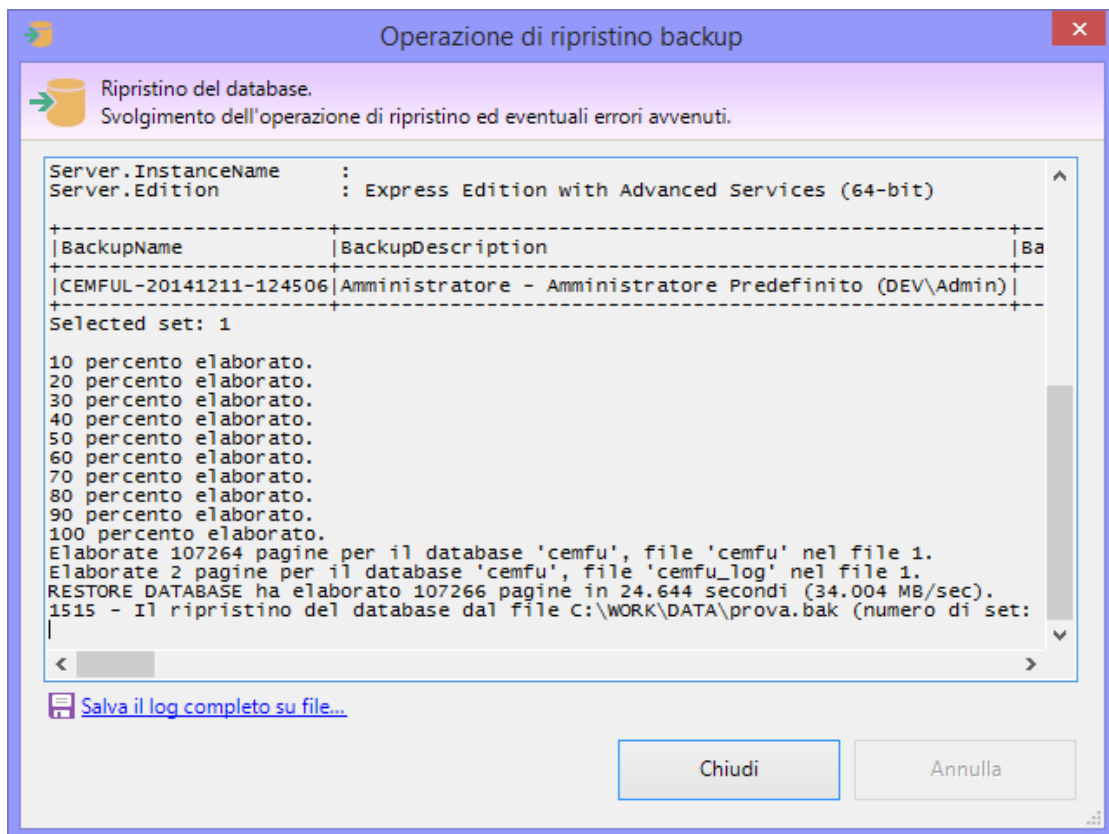 Operazione di ripristino backup
Ripristino del database.
Svolgimento dell'operazione di ripristino ed eventuali errori avvenuti.
Server.InstanceName     :
Server.Edition          : Express Edition with Advanced Services (64-bit)
+----------------------+-------------------------------------------------------+--
|BackupName            |BackupDescription                                      |Ba
+----------------------+-------------------------------------------------------+--
|CEMFUL-20141211-124506|Amministratore - Amministratore Predefinito (DEV\Admin)|
+----------------------+-------------------------------------------------------+--
Selected set: 1
10 percento elaborato.
20 percento elaborato.
30 percento elaborato.
40 percento elaborato.
50 percento elaborato.
60 percento elaborato.
70 percento elaborato.
80 percento elaborato.
90 percento elaborato.
100 percento elaborato.
Elaborate 107264 pagine per il database 'cemfu', file 'cemfu' nel file 1.
Elaborate 2 pagine per il database 'cemfu', file 'cemfu_log' nel file 1.
RESTORE DATABASE ha elaborato 107266 pagine in 24.644 secondi (34.004 MB/sec).
1515 - Il ripristino del database dal file C:\WORK\DATA\prova.bak (numero di set:
Salva il log completo su file...
Chiudi
Annulla